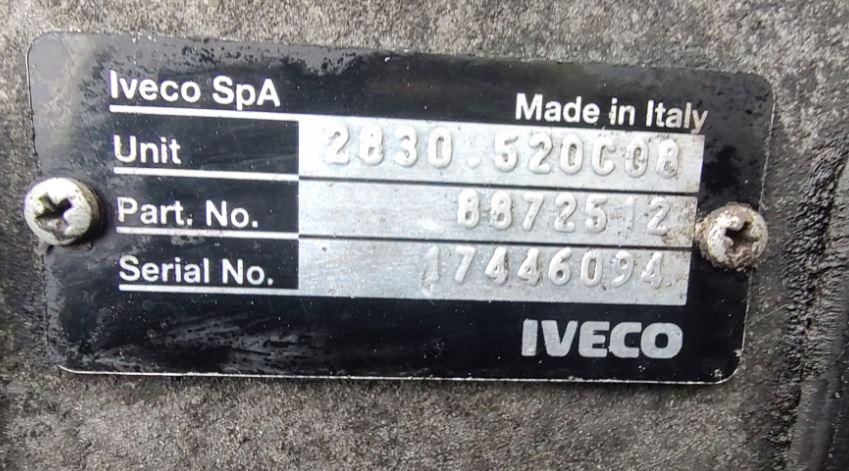 Iveco SpA
Made in Italy
Unit 2830.520C08
Part. No. 8872512
Serial No. 17446094
IVECO